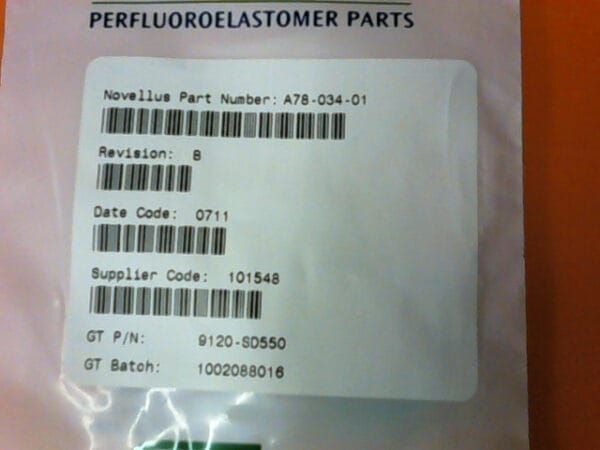 PERFLUOROELASTOMER PARTS
Novellus Part Number: A78-034-01
Revision: B
Date Code: 0711
Supplier Code: 101548
GT P/N: 9120-SD550
GT Batch: 1002088016